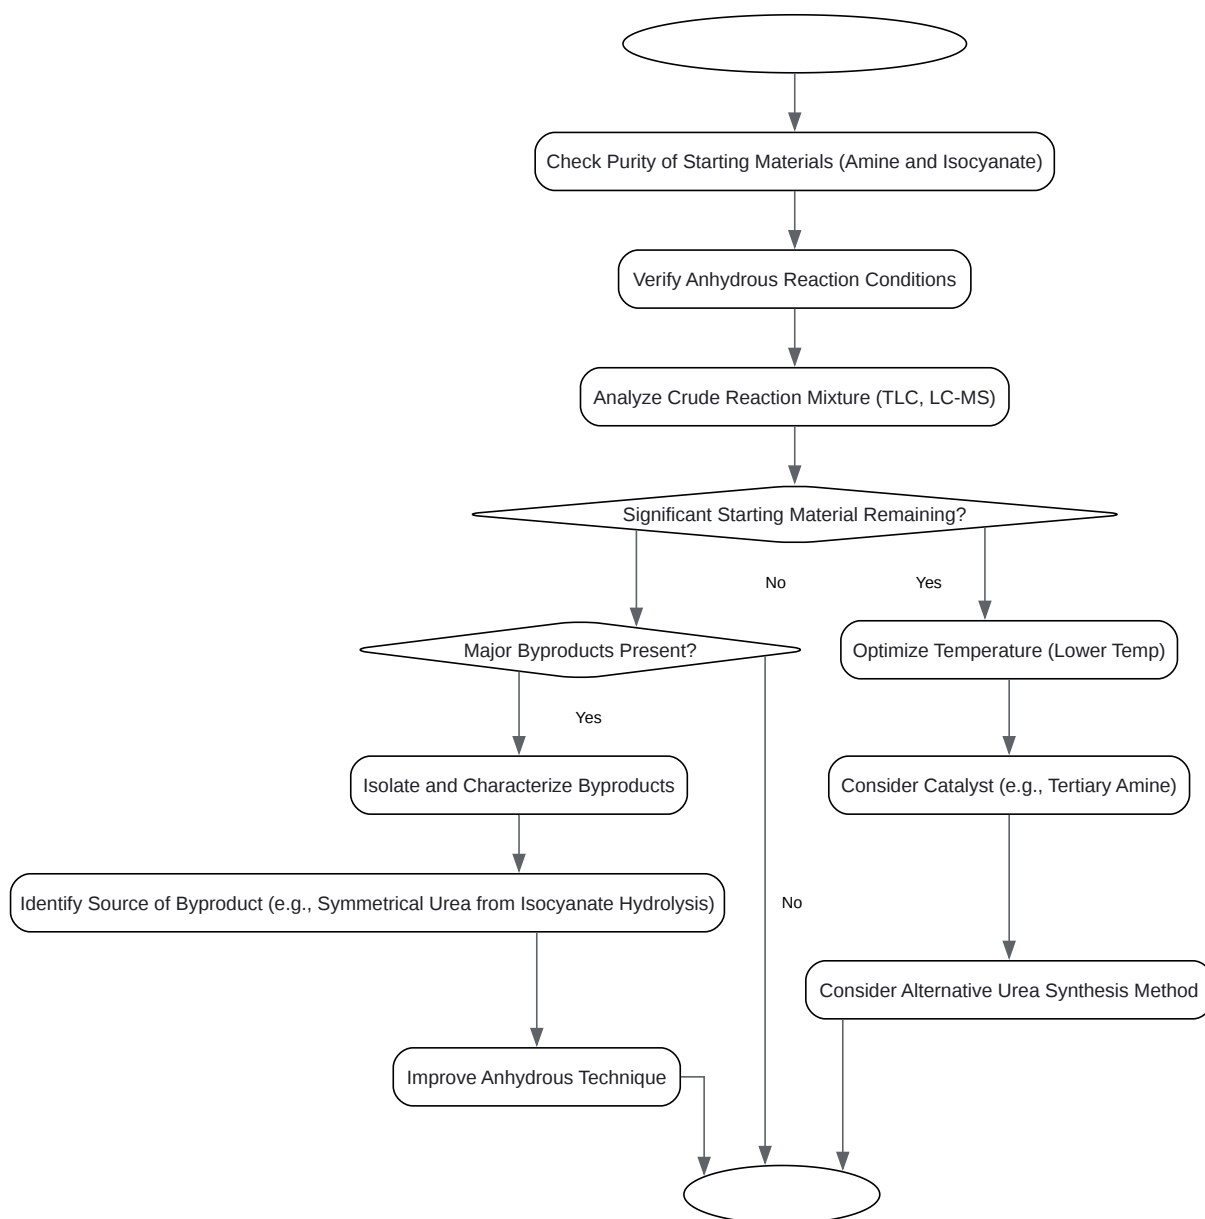 Check Purity of Starting Materials (Amine and Isocyanate)
Verify Anhydrous Reaction Conditions
Analyze Crude Reaction Mixture (TLC, LC-MS)
Significant Starting Material Remaining?
No
Yes
Major Byproducts Present?
Optimize Temperature (Lower Temp)
Yes
Isolate and Characterize Byproducts
Consider Catalyst (e.g., Tertiary Amine)
Identify Source of Byproduct (e.g., Symmetrical Urea from Isocyanate Hydrolysis)
No
Consider Alternative Urea Synthesis Method
Improve Anhydrous Technique